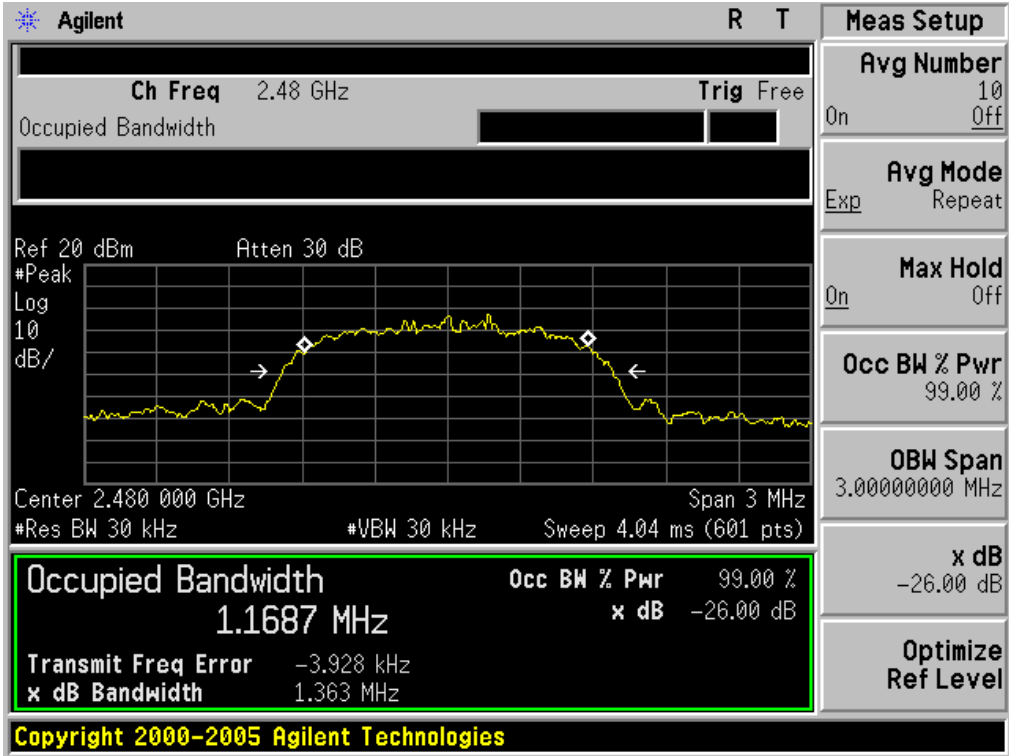 Agilent R T
Ch Freq 2.48 GHz Trig Free
Occupied Bandwidth
Ref 20 dBm Atten 30 dB
#Peak
Log
10
dB/
Center 2.480 000 GHz Span 3 MHz
#Res BW 30 kHz #VBW 30 kHz Sweep 4.04 ms (601 pts)
Occupied Bandwidth
1.1687 MHz
Occ BW % Pwr 99.00 %
x dB -26.00 dB
Transmit Freq Error -3.928 kHz
x dB Bandwidth 1.363 MHz
Copyright 2000-2005 Agilent Technologies
Meas Setup
Avg Number
10
On Off
Avg Mode
Exp Repeat
Max Hold
On Off
Occ BW % Pwr
99.00 %
OBW Span
3.00000000 MHz
x dB
-26.00 dB
Optimize
Ref Level